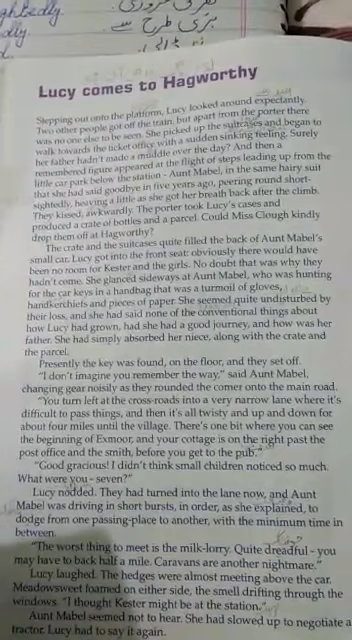 ghtedly.
dly
بری طرح سے
Lucy comes to Hagworthy
Stepping out onto the platform, Lucy looked around expectantly.
Two other people got off the train, but apart from the porter there
was no one else to be seen. She picked up the suitcases and began to
walk towards the ticket office with a sudden sinking feeling. Surely
her father hadn't made a muddle over the day? And then a
remembered figure appeared at the flight of steps leading up from the
little car park below the station - Aunt Mabel, in the same hairy suit
that she had said goodbye in five years ago, peering round short-
sightedly, heaving a little as she got her breath back after the climb.
They kissed, awkwardly. The porter took Lucy's cases and
produced a crate of bottles and a parcel. Could Miss Clough kindly
drop them off at Hagworthy?
The crate and the suitcases quite filled the back of Aunt Mabel's
small car. Lucy got into the front seat: obviously there would have
been no room for Kester and the girls. No doubt that was why they
hadn't come. She glanced sideways at Aunt Mabel, who was hunting
for the car keys in a handbag that was a turmoil of gloves,
handkerchiefs and pieces of paper. She seemed quite undisturbed by
their loss, and she had said none of the conventional things about
how Lucy had grown, had she had a good journey, and how was her
father. She had simply absorbed her niece, along with the crate and
the parcel.
Presently the key was found, on the floor, and they set off.
"I don't imagine you remember the way," said Aunt Mabel,
changing gear noisily as they rounded the corner onto the main road.
"You turn left at the cross-roads into a very narrow lane where it's
difficult to pass things, and then it's all twisty and up and down for
about four miles until the village. There's one bit where you can see
the beginning of Exmoor, and your cottage is on the right past the
post office and the smith, before you get to the pub."
"Good gracious! I didn't think small children noticed so much.
What were you - seven?"
Lucy nodded. They had turned into the lane now, and Aunt
Mabel was driving in short bursts, in order, as she explained, to
dodge from one passing-place to another, with the minimum time in
between.
"The worst thing to meet is the milk-lorry. Quite dreadful - you
may have to back half a mile. Caravans are another nightmare."
Lucy laughed. The hedges were almost meeting above the car.
Meadowsweet foamed on either side, the smell drifting through the
windows. "I thought Kester might be at the station."
Aunt Mabel seemed not to hear. She had slowed up to negotiate a
tractor. Lucy had to say it again.